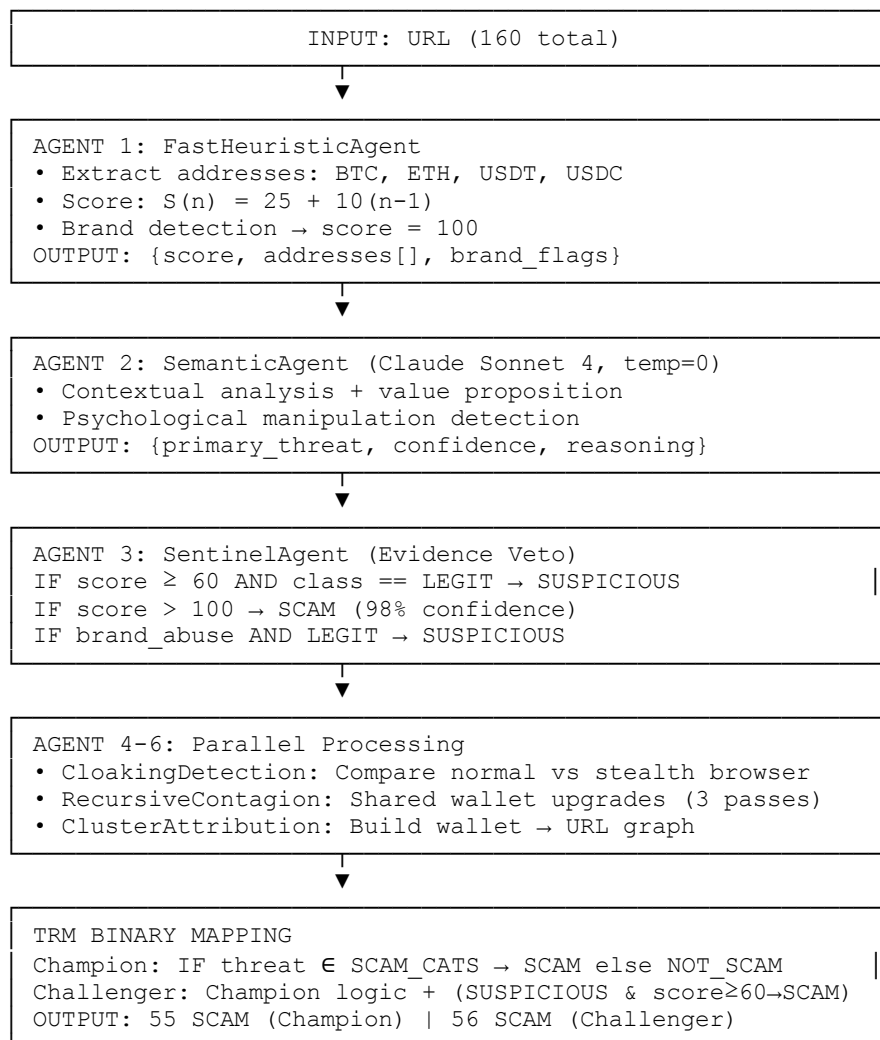 INPUT: URL (160 total)
AGENT 1: FastHeuristicAgent
• Extract addresses: BTC, ETH, USDT, USDC
• Score: S(n) = 25 + 10(n-1)
• Brand detection → score = 100
OUTPUT: {score, addresses[], brand_flags}
AGENT 2: SemanticAgent (Claude Sonnet 4, temp=0)
• Contextual analysis + value proposition
• Psychological manipulation detection
OUTPUT: {primary_threat, confidence, reasoning}
AGENT 3: SentinelAgent (Evidence Veto)
IF score ≥ 60 AND class == LEGIT → SUSPICIOUS
IF score > 100 → SCAM (98% confidence)
IF brand_abuse AND LEGIT → SUSPICIOUS
AGENT 4-6: Parallel Processing
• CloakingDetection: Compare normal vs stealth browser
• RecursiveContagion: Shared wallet upgrades (3 passes)
• ClusterAttribution: Build wallet → URL graph
TRM BINARY MAPPING
Champion: IF threat ∈ SCAM_CATS → SCAM else NOT_SCAM
Challenger: Champion logic + (SUSPICIOUS & score≥60→SCAM)
OUTPUT: 55 SCAM (Champion) | 56 SCAM (Challenger)